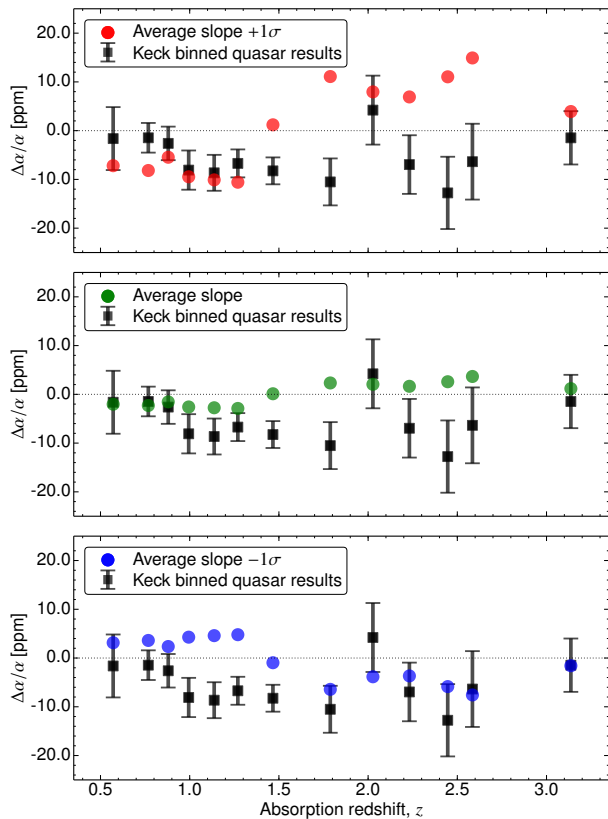 Average slope +1σ
Keck binned quasar results
Δα/α [ppm]
20.0
10.0
0.0
-10.0
-20.0
Average slope
Keck binned quasar results
Δα/α [ppm]
20.0
10.0
0.0
-10.0
-20.0
Average slope −1σ
Keck binned quasar results
Δα/α [ppm]
20.0
10.0
0.0
-10.0
-20.0
0.5 1.0 1.5 2.0 2.5 3.0
Absorption redshift, z